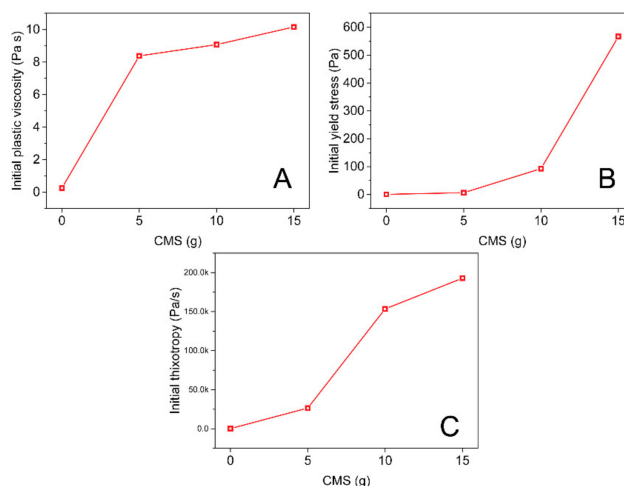 Initial plastic viscosity (Pa s)
10
8
6
4
2
0
0 5 10 15
CMS (g)
A
Initial yield stress (Pa)
600
500
400
300
200
100
0
0 5 10 15
CMS (g)
B
Initial thixotropy (Pa/s)
200.0k
150.0k
100.0k
50.0k
0.0
0 5 10 15
CMS (g)
C